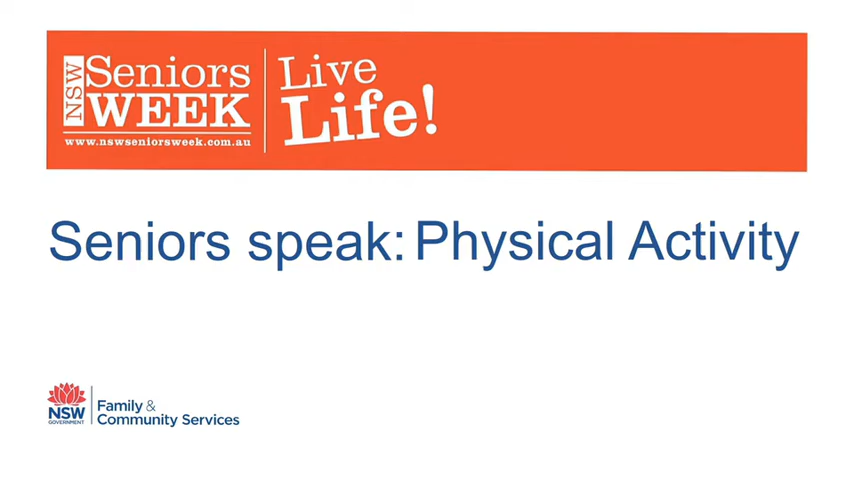 NSW
Seniors
WEEK
www.nswseniorsweek.com.au
Live
Life!
Seniors speak: Physical Activity
NSW
GOVERNMENT
Family &
Community Services